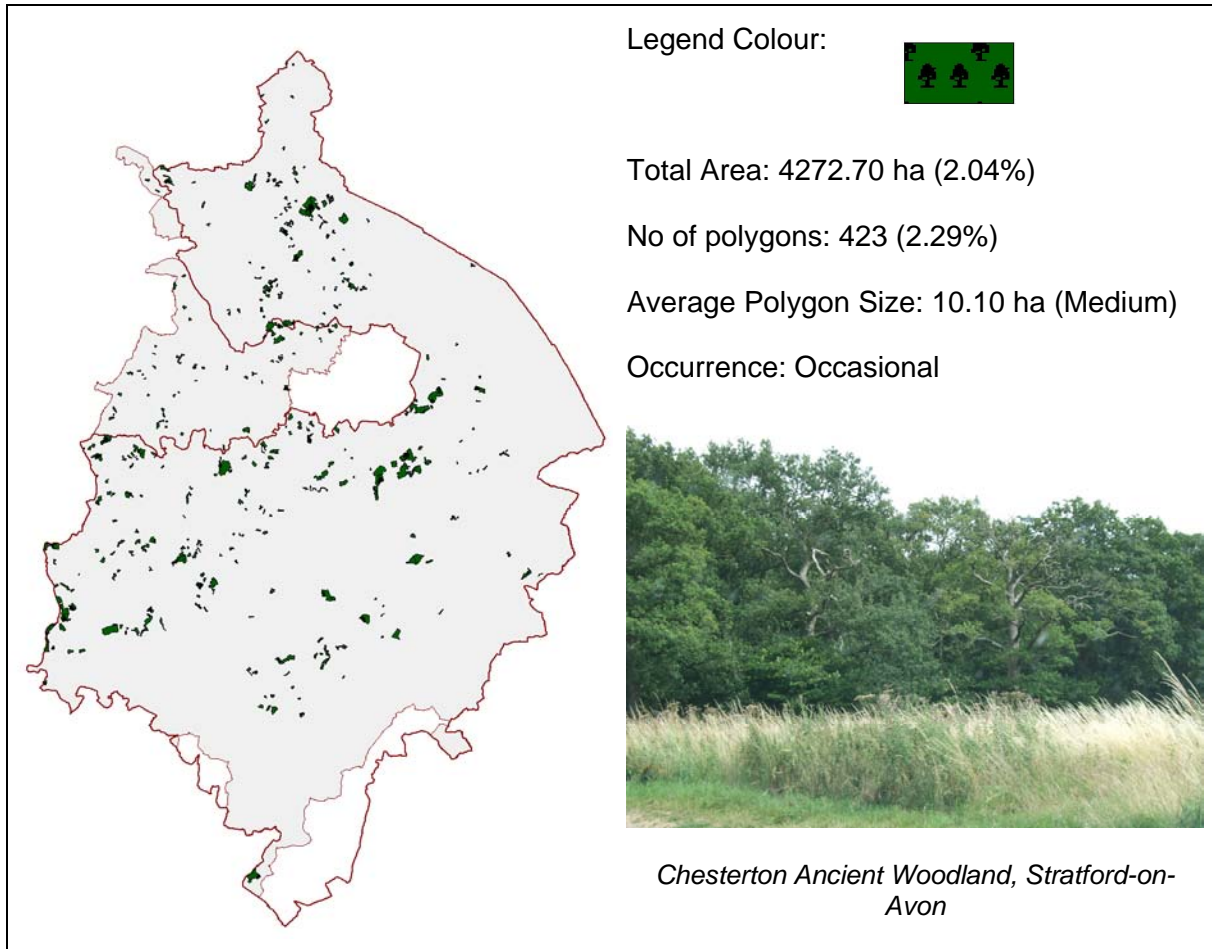 Legend Colour:
Total Area: 4272.70 ha (2.04%)
No of polygons: 423 (2.29%)
Average Polygon Size: 10.10 ha (Medium)
Occurrence: Occasional
Chesterton Ancient Woodland, Stratford-on-
Avon